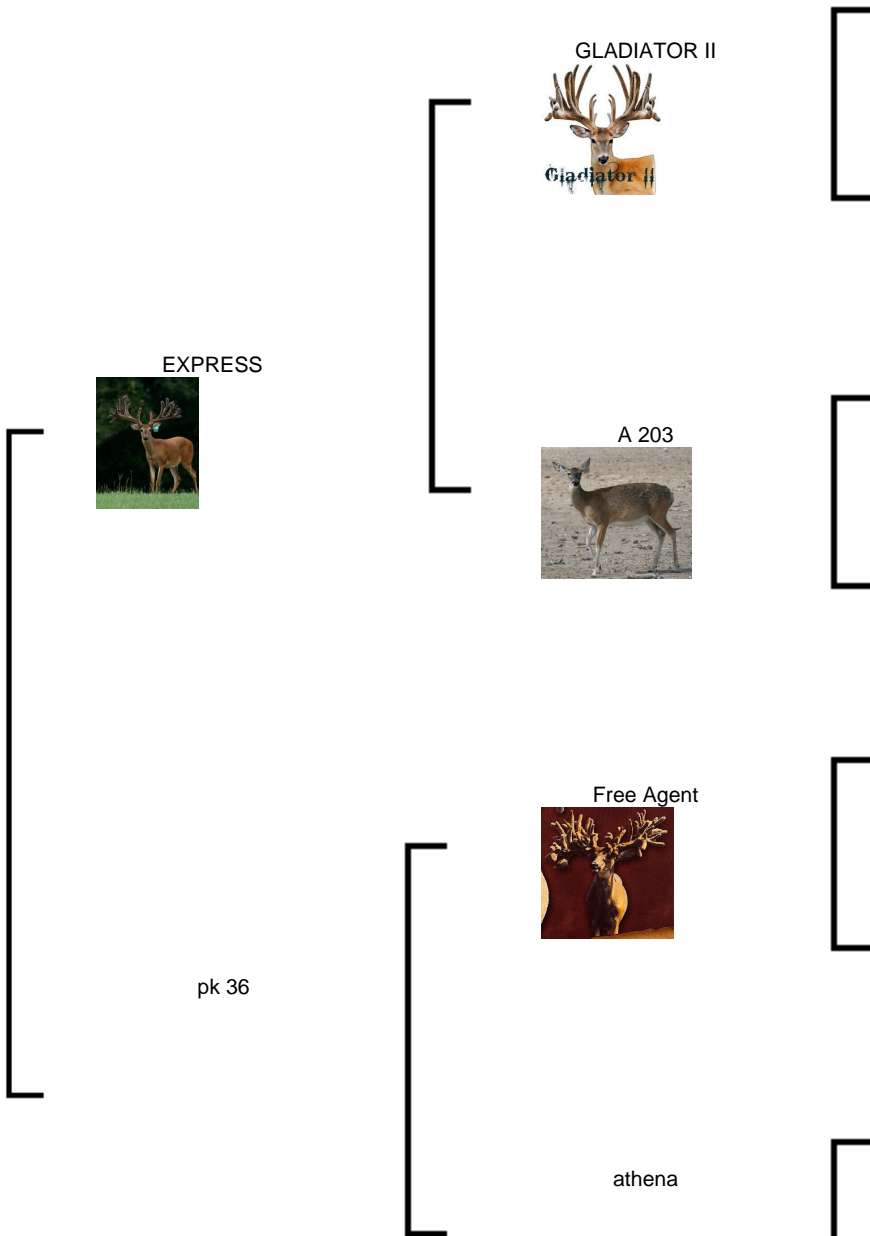 GLADIATOR II
Gladiator II
EXPRESS
A 203
Free Agent
pk 36
athena